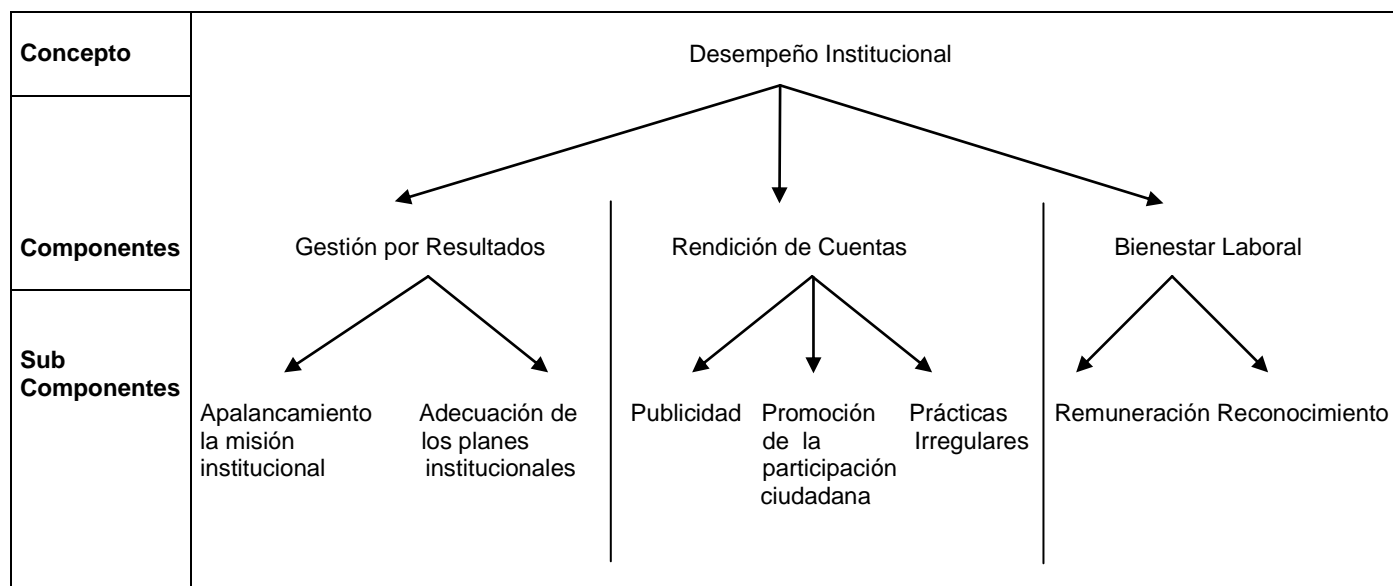 Concepto
Desempeño Institucional
Componentes
Gestión por Resultados
Rendición de Cuentas
Bienestar Laboral
Sub
Componentes
Apalancamiento
la misión
institucional
Adecuación de
los planes
institucionales
Publicidad
Promoción
de la
participación
ciudadana
Prácticas
Irregulares
Remuneración
Reconocimiento